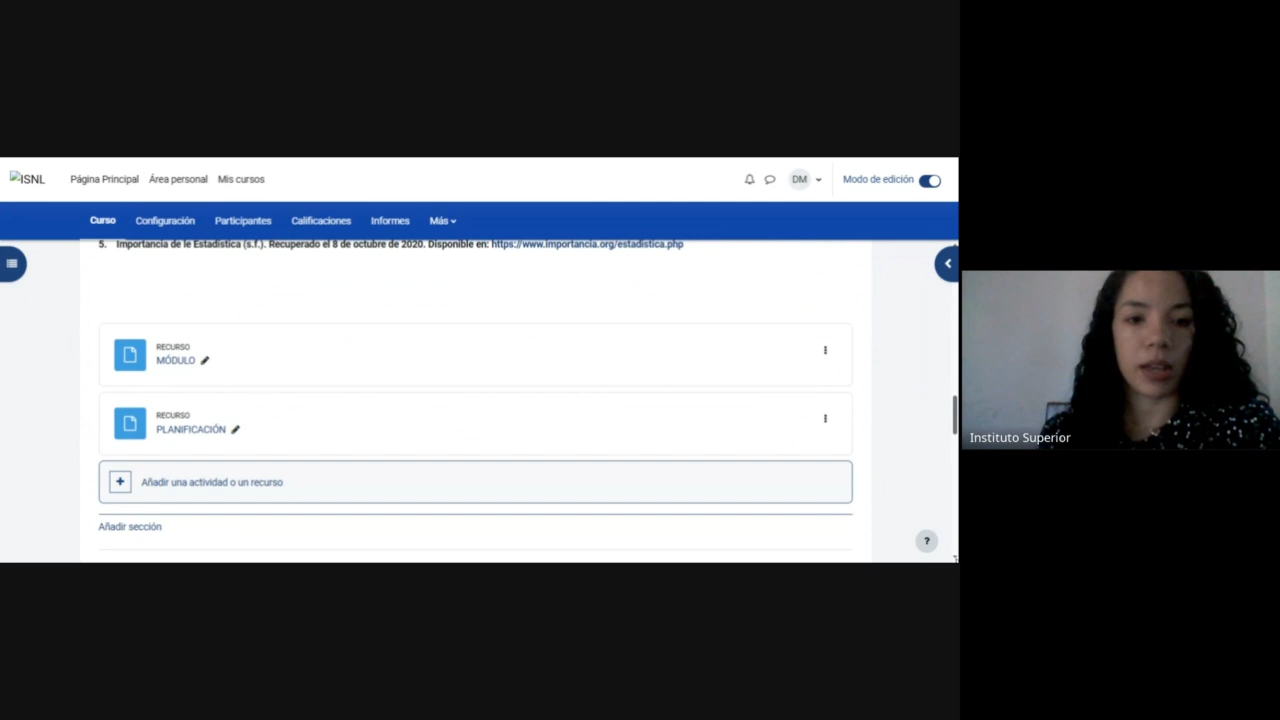 ISNL
Página Principal Área personal Mis cursos
DM
Modo de edición
Curso Configuración Participantes Calificaciones Informes Más
5. Importancia de le Estadística (s.f.). Recuperado el 8 de octubre de 2020. Disponible en: https://www.importancia.org/estadistica.php
RECURSO
MÓDULO
RECURSO
PLANIFICACIÓN
+ Añadir una actividad o un recurso
Añadir sección
?
Instituto Superior